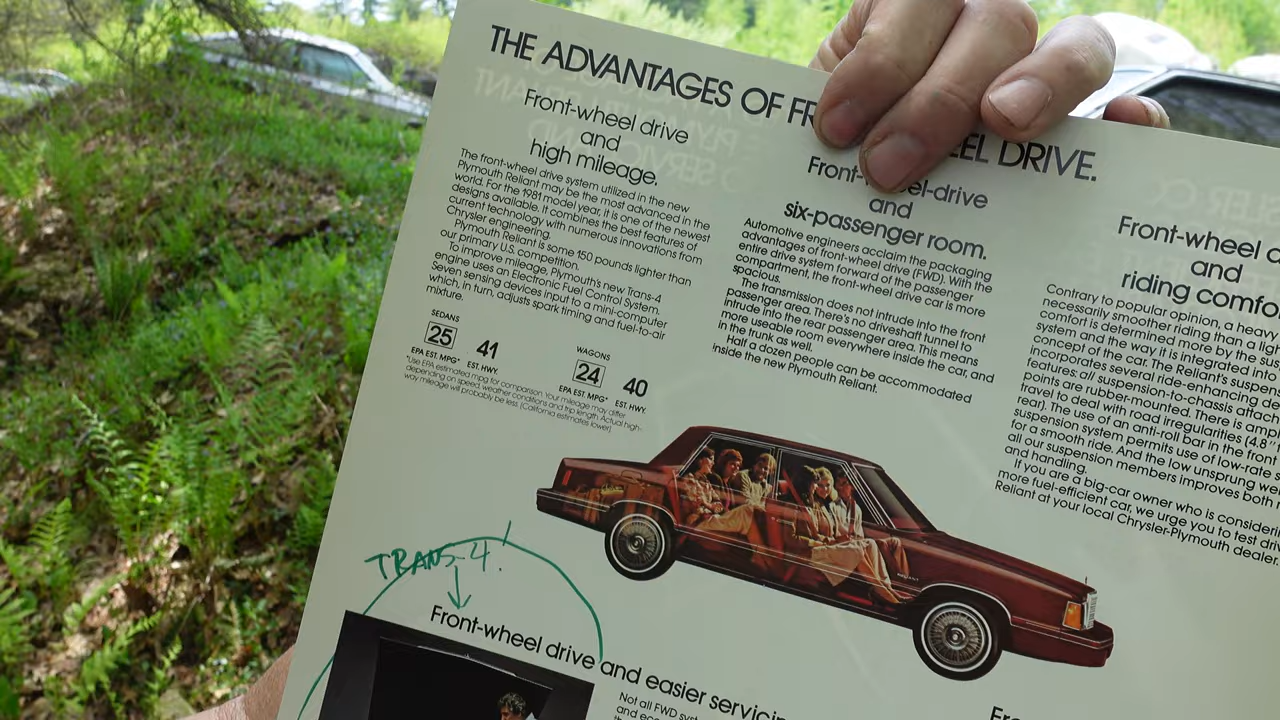 THE ADVANTAGES OF FR EEL DRIVE.
Front-wheel drive
and
high mileage.
The front-wheel drive system utilized in the new
Plymouth Reliant may be the most advanced in the
world. For the 1981 model year, it is one of the newest
designs available. It combines the best features of
current technology with numerous innovations from
Chrysler engineering.
Plymouth Reliant is some 150 pounds lighter than
our primary U.S. competition.
To improve mileage, Plymouth's new Trans-4
engine uses an Electronic Fuel Control System.
Seven sensing devices input to a mini-computer
which, in turn, adjusts spark timing and fuel-to-air
mixture.
SEDANS
25 41
EPA EST. MPG* EST. HWY.
WAGONS
24 40
EPA EST. MPG* EST. HWY.
*Use EPA estimated mpg for comparison. Your mileage may differ
depending on speed, weather conditions and trip length. Actual high-
way mileage will probably be less. (California estimates lower).
Front- el-drive
and
six-passenger room.
Automotive engineers acclaim the packaging
advantages of front-wheel drive (FWD). With the
entire drive system forward of the passenger
compartment, the front-wheel drive car is more
spacious.
The transmission does not intrude into the front
passenger area. There's no driveshaft tunnel to
intrude into the rear passenger area. This means
more useable room everywhere inside the car, and
in the trunk as well.
Half a dozen people can be accommodated
inside the new Plymouth Reliant.
Front-wheel d
and
riding comfo
Contrary to popular opinion, a heavy
necessarily smoother riding than a ligh
comfort is determined more by the s
system and the way it is integrated into
concept of the car. The Reliant's suspen
incorporates several ride-enhancing de
features: all suspension-to-chassis attach
points are rubber-mounted. There is amp
travel to deal with road irregularities (4.8"
rear). The use of an anti-roll bar in the front
suspension system permits use of low-rate
for a smooth ride. And the low unsprung we
all our suspension members improves both
and handling.
If you are a big-car owner who is considerin
more fuel-efficient car, we urge you to test dri
Reliant at your local Chrysler-Plymouth dealer.
TRANS-4.
Front-wheel drive and easier servicin
Not all FWD sys
and eco
Fro